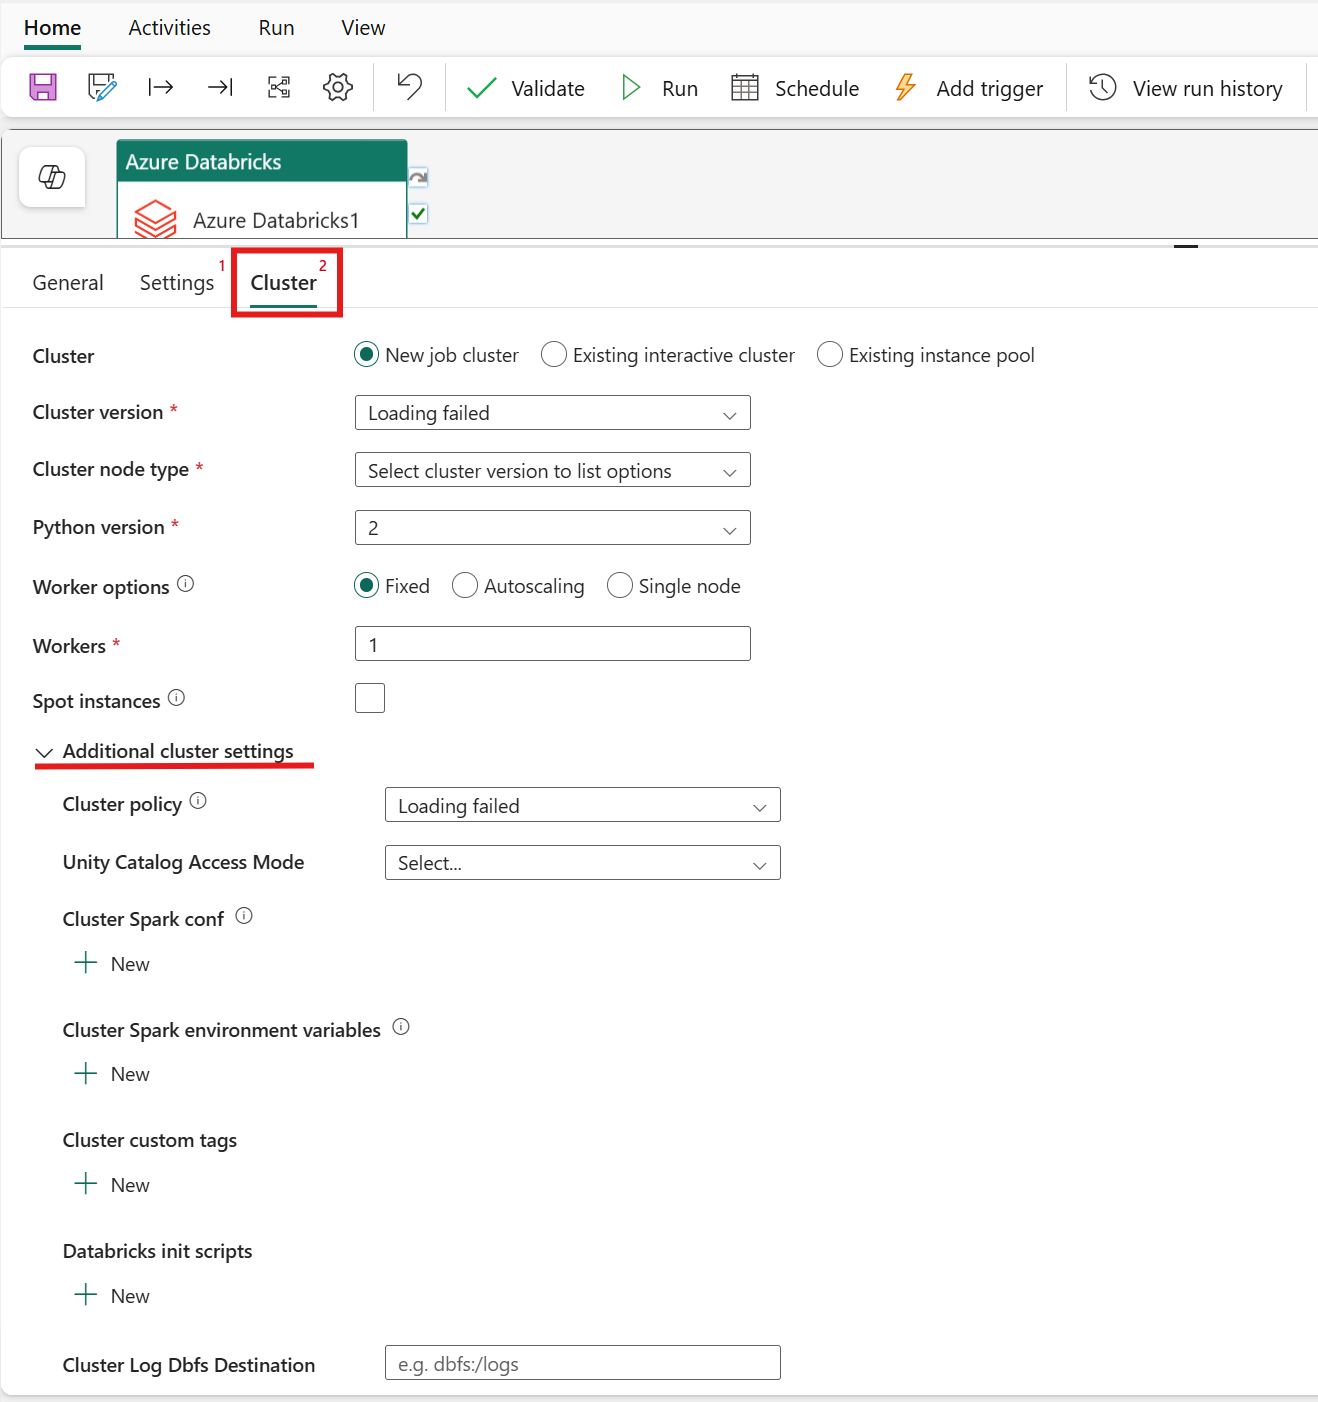 Home Activities Run View
Validate Run Schedule Add trigger View run history
Azure Databricks
Azure Databricks1
General Settings 1 Cluster 2
Cluster New job cluster Existing interactive cluster Existing instance pool
Cluster version * Loading failed
Cluster node type * Select cluster version to list options
Python version * 2
Worker options Fixed Autoscaling Single node
Workers * 1
Spot instances
Additional cluster settings
Cluster policy Loading failed
Unity Catalog Access Mode Select...
Cluster Spark conf
New
Cluster Spark environment variables
New
Cluster custom tags
New
Databricks init scripts
New
Cluster Log Dbfs Destination e.g. dbfs:/logs